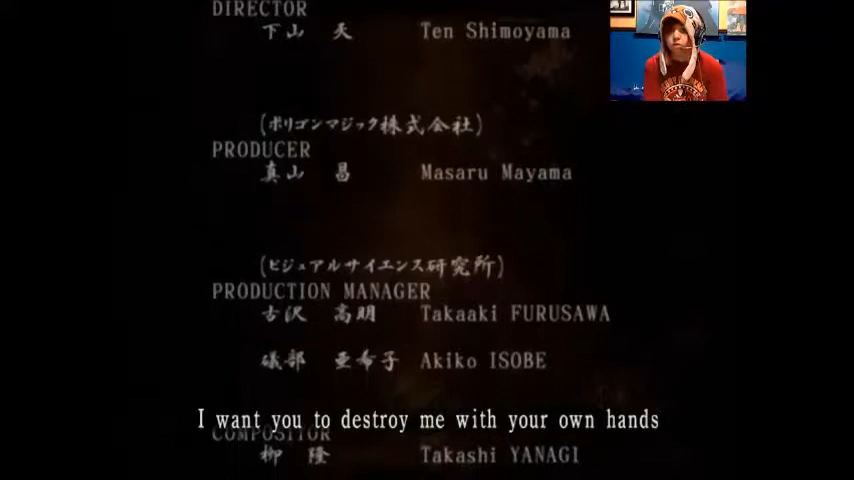 DIRECTOR
下山 天 Ten Shimoyama
(ポリゴンマジック株式会社)
PRODUCER
真山 昌 Masaru Mayama
(ビジュアルサイエンス研究所)
PRODUCTION MANAGER
古沢 高明 Takaaki FURUSAWA
礒部 亜希子 Akiko ISOBE
I want you to destroy me with your own hands
COMPOSITOR
柳 隆 Takashi YANAGI